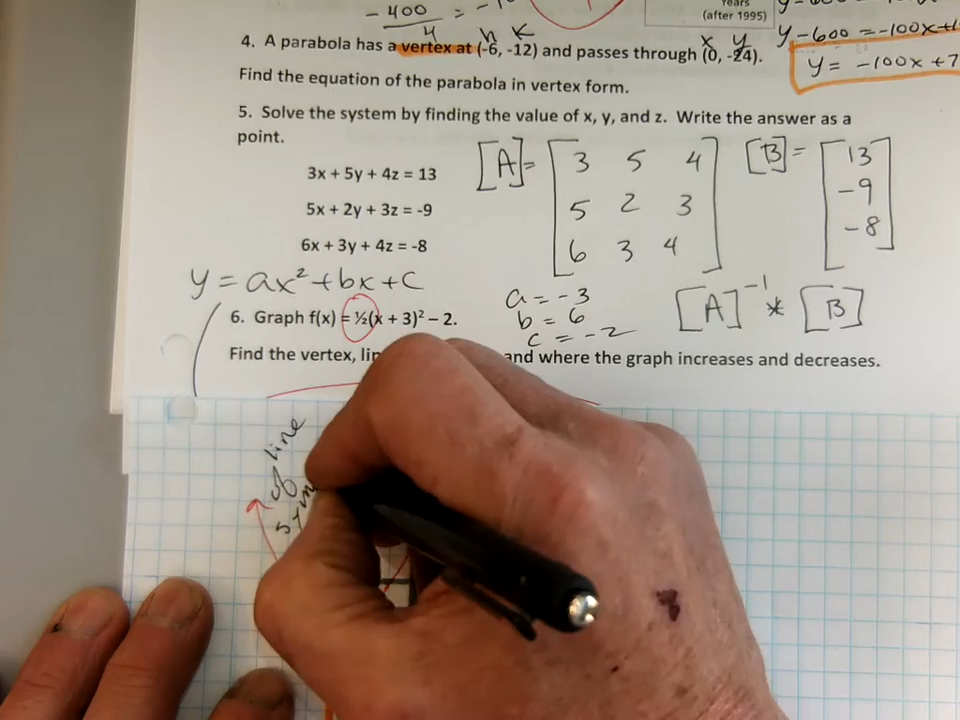 -400
4
Years
(after 1995)
h k
x y
y-600 = -100x+1
y = -100x+7
4. A parabola has a vertex at (-6, -12) and passes through (0, -24).
Find the equation of the parabola in vertex form.
5. Solve the system by finding the value of x, y, and z. Write the answer as a
point.
3x + 5y + 4z = 13
5x + 2y + 3z = -9
6x + 3y + 4z = -8
[A]= 3 5 4
5 2 3
6 3 4
[B]= 13
-9
-8
y = ax²+bx+c
a = -3
b = 6
c = -2
[A]⁻¹ * [B]
6. Graph f(x) = ½(x + 3)² – 2.
Find the vertex, and where the graph increases and decreases.
line
of